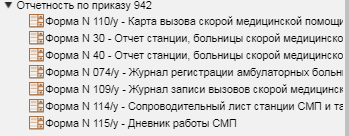 Отчетность по приказу 942
Форма N 110/у - Карта вызова скорой медицинской помощи
Форма N 30 - Отчет станции, больницы скорой медицинско
Форма N 40 - Отчет станции, больницы скорой медицинско
Форма N 074/у - Журнал регистрации амбулаторных больн
Форма N 109/у - Журнал записи вызовов скорой медицинск
Форма N 114/у - Сопроводительный лист станции СМП и та
Форма N 115/у - Дневник работы СМП